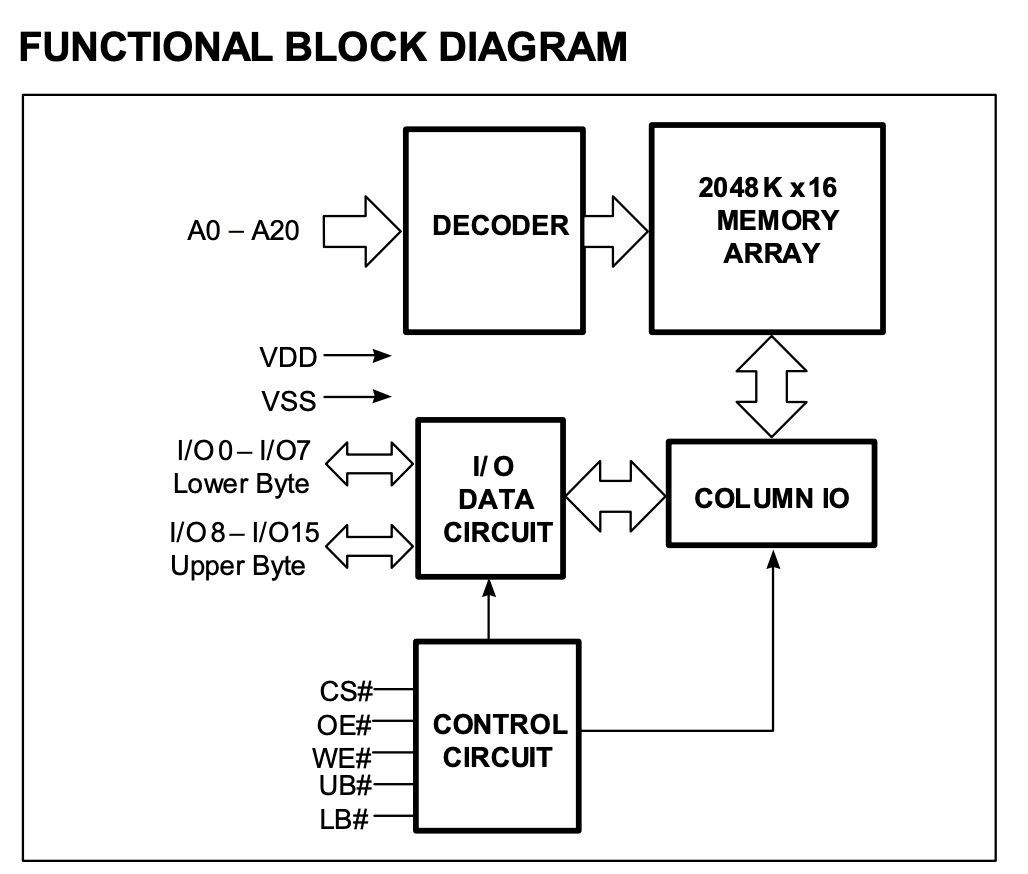 FUNCTIONAL BLOCK DIAGRAM
A0 – A20
DECODER
2048K x16
MEMORY
ARRAY
VDD
VSS
I/O0 – I/O7
Lower Byte
I/O8 – I/O15
Upper Byte
I/O
DATA
CIRCUIT
COLUMN IO
CS#
OE#
WE#
UB#
LB#
CONTROL
CIRCUIT